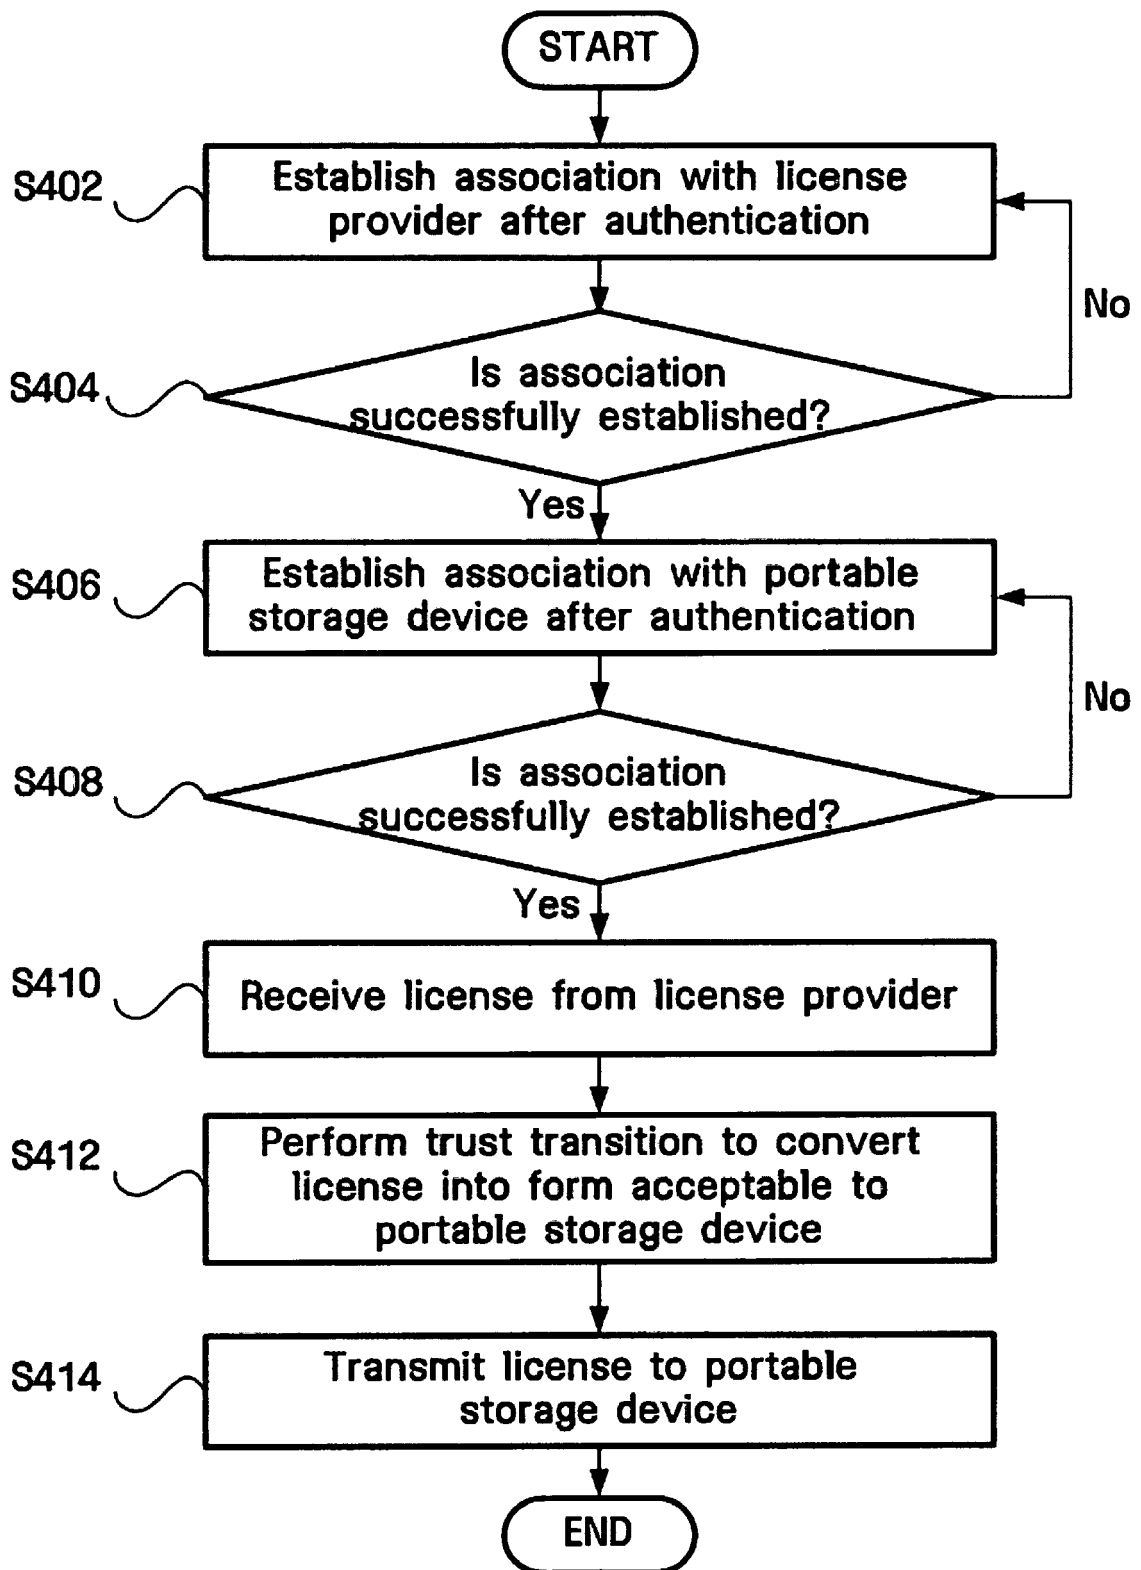 START
S402
Establish association with license
provider after authentication
No
S404
Is association
successfully established?
Yes
S406
Establish association with portable
storage device after authentication
No
S408
Is association
successfully established?
Yes
S410
Receive license from license provider
S412
Perform trust transition to convert
license into form acceptable to
portable storage device
S414
Transmit license to portable
storage device
END